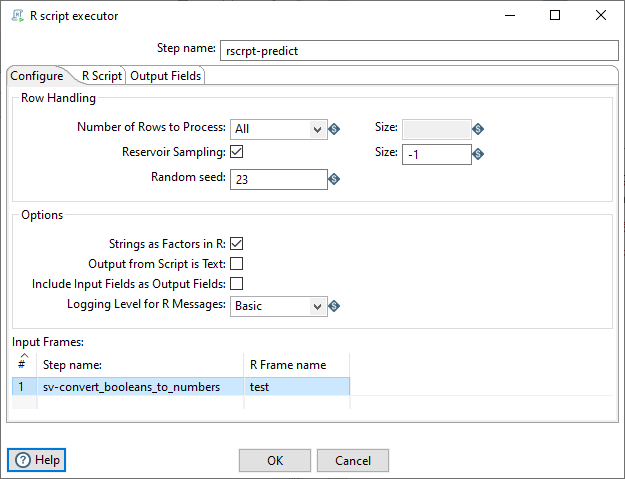 R script executor
Step name: rscrpt-predict
Configure R Script Output Fields
Row Handling
Number of Rows to Process: All Size:
Reservoir Sampling: Size: -1
Random seed: 23
Options
Strings as Factors in R:
Output from Script is Text:
Include Input Fields as Output Fields:
Logging Level for R Messages: Basic
Input Frames:
# Step name: R Frame name
1 sv-convert_booleans_to_numbers test
Help OK Cancel